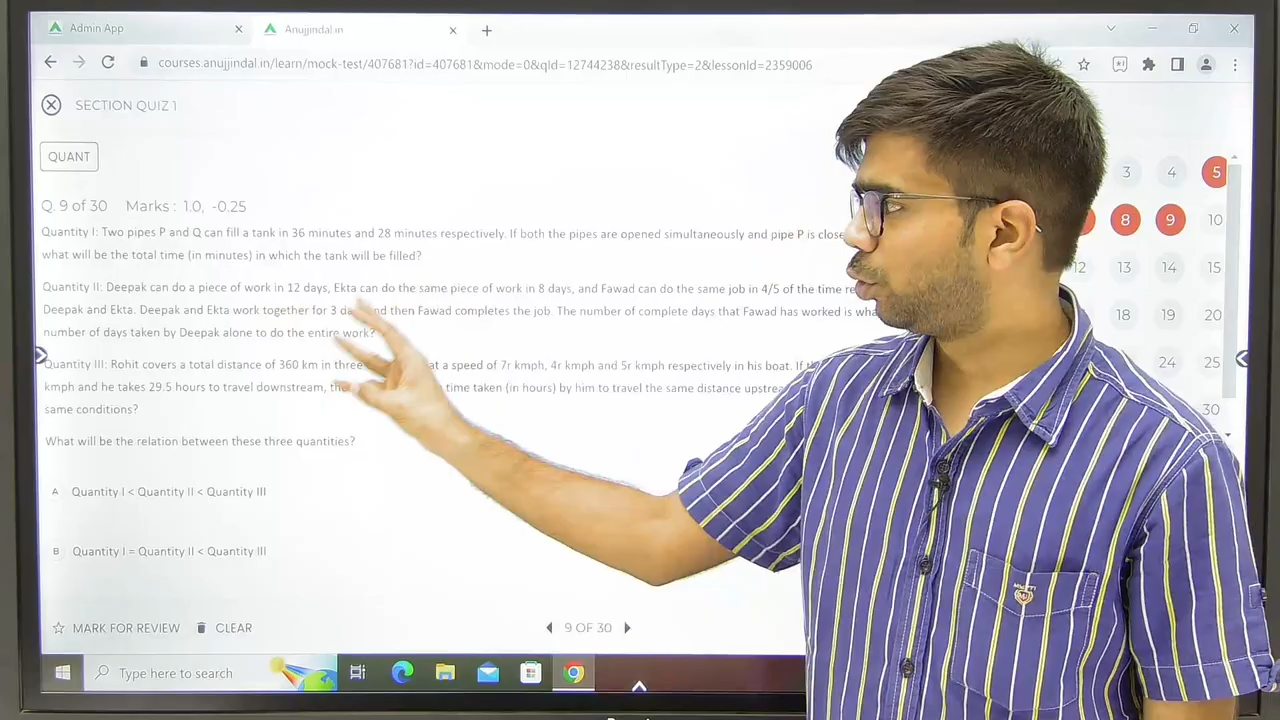 Admin App
Anujjindal.in
courses.anujjindal.in/learn/mock-test/407681?id=407681&mode=0&qId=12744238&resultType=2&lessonId=2359006
SECTION QUIZ 1
QUANT
3 4 5
Q. 9 of 30 Marks : 1.0, -0.25
8 9 10
Quantity I: Two pipes P and Q can fill a tank in 36 minutes and 28 minutes respectively. If both the pipes are opened simultaneously and pipe P is close
what will be the total time (in minutes) in which the tank will be filled?
12 13 14 15
Quantity II: Deepak can do a piece of work in 12 days, Ekta can do the same piece of work in 8 days, and Fawad can do the same job in 4/5 of the time re
Deepak and Ekta. Deepak and Ekta work together for 3 da nd then Fawad completes the job. The number of complete days that Fawad has worked is wha
18 19 20
number of days taken by Deepak alone to do the entire work?
Quantity III: Rohit covers a total distance of 360 km in three at a speed of 7r kmph, 4r kmph and 5r kmph respectively in his boat. If th
24 25
kmph and he takes 29.5 hours to travel downstream, the time taken (in hours) by him to travel the same distance upstrea
same conditions?
30
What will be the relation between these three quantities?
A Quantity I < Quantity II < Quantity III
B Quantity I = Quantity II < Quantity III
MARK FOR REVIEW CLEAR 9 OF 30
Type here to search